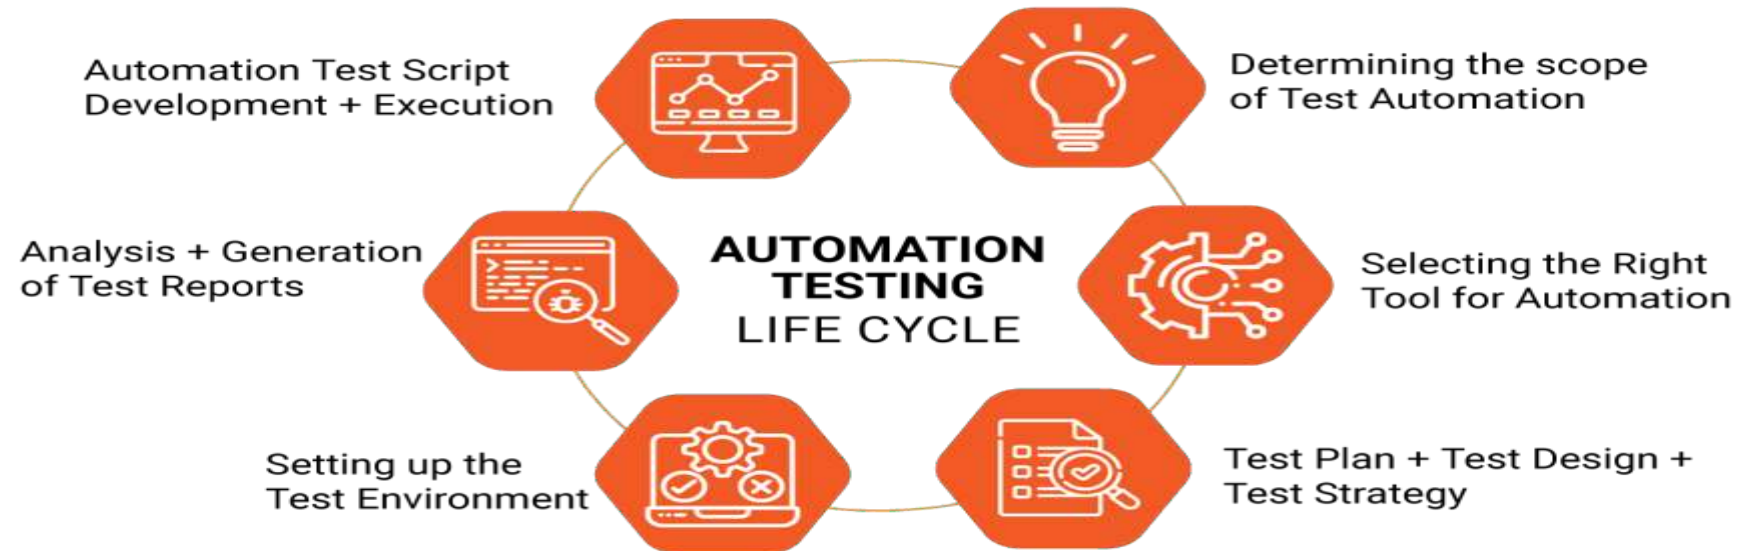 AUTOMATION
TESTING
LIFE CYCLE
Determining the scope
of Test Automation
Selecting the Right
Tool for Automation
Test Plan + Test Design +
Test Strategy
Setting up the
Test Environment
Analysis + Generation
of Test Reports
Automation Test Script
Development + Execution